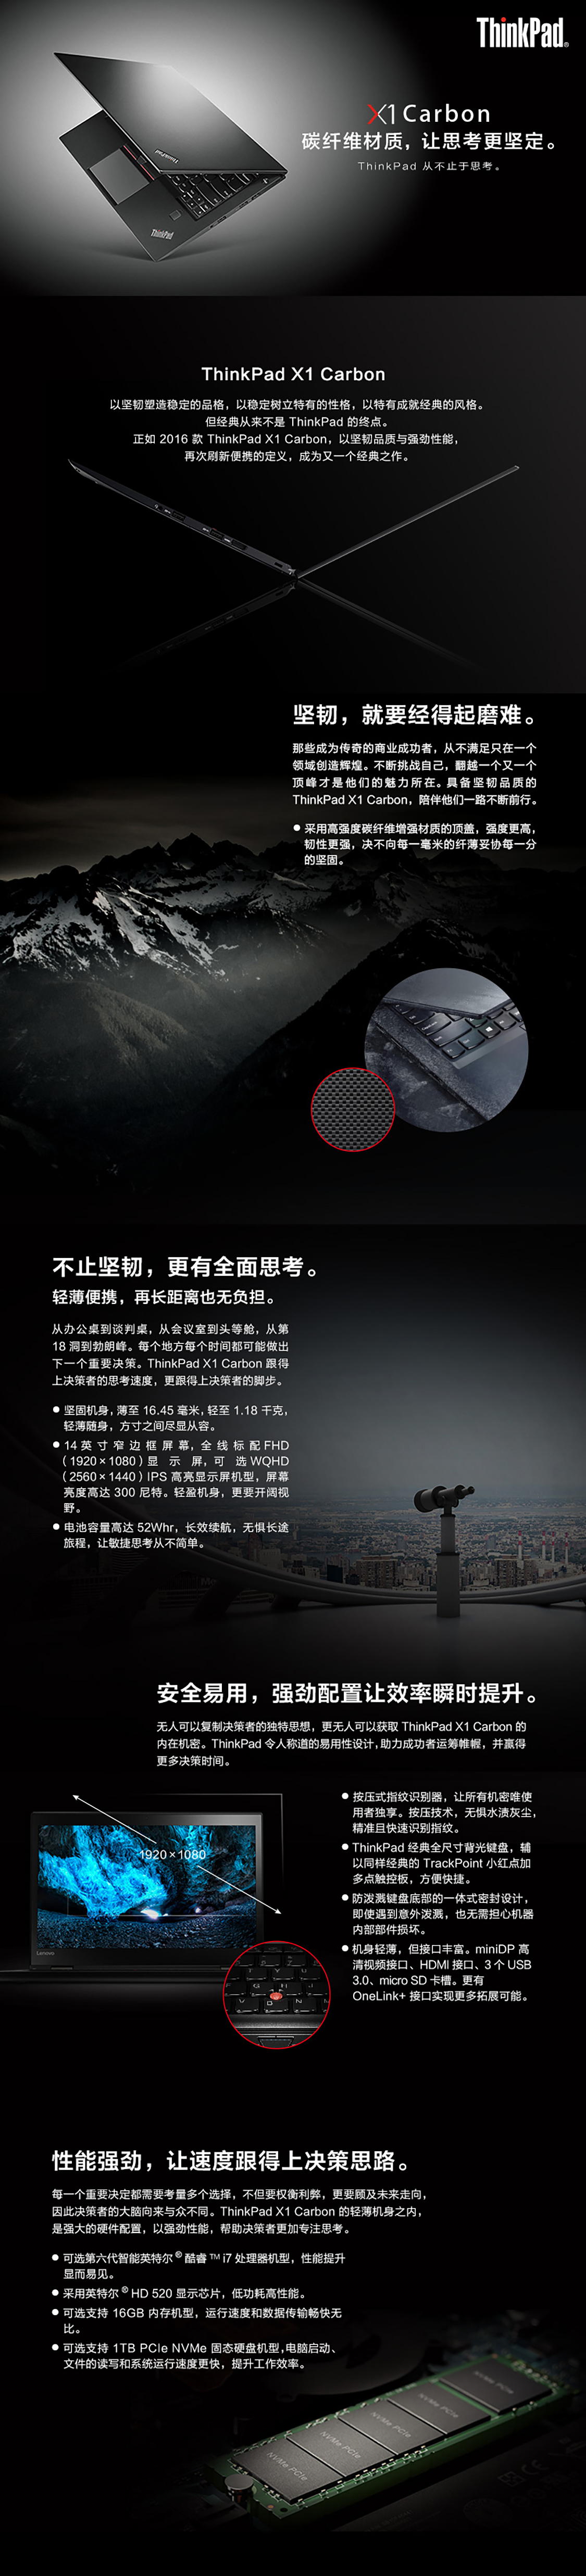 ThinkPad®
X1 Carbon
碳纤维材质，让思考更坚定。
ThinkPad 从不止于思考。
ThinkPad
ThinkPad
ThinkPad X1 Carbon
以坚韧塑造稳定的品格，以稳定树立特有的性格，以特有成就经典的风格。
但经典从来不是 ThinkPad 的终点。
正如 2016 款 ThinkPad X1 Carbon，以坚韧品质与强劲性能，
再次刷新便携的定义，成为又一个经典之作。
坚韧，就要经得起磨难。
那些成为传奇的商业成功者，从不满足只在一个
领域创造辉煌。不断挑战自己，翻越一个又一个
顶峰才是他们的魅力所在。具备坚韧品质的
ThinkPad X1 Carbon，陪伴他们一路不断前行。
● 采用高强度碳纤维增强材质的顶盖，强度更高，
韧性更强，决不向每一毫米的纤薄妥协每一分
的坚固。
不止坚韧，更有全面思考。
轻薄便携，再长距离也无负担。
从办公桌到谈判桌，从会议室到头等舱，从第
18 洞到勃朗峰。每个地方每个时间都可能做出
下一个重要决策。ThinkPad X1 Carbon 跟得
上决策者的思考速度，更跟得上决策者的脚步。
● 坚固机身，薄至 16.45 毫米，轻至 1.18 千克，
轻薄随身，方寸之间尽显从容。
● 14 英寸窄边框屏幕，全线标配 FHD
（1920×1080）显示屏，可选 WQHD
（2560×1440）IPS 高亮显示屏机型，屏幕
亮度高达 300 尼特。轻盈机身，更要开阔视
野。
● 电池容量高达 52Whr，长效续航，无惧长途
旅程，让敏捷思考从不简单。
安全易用，强劲配置让效率瞬时提升。
无人可以复制决策者的独特思想，更无人可以获取 ThinkPad X1 Carbon 的
内在机密。ThinkPad 令人称道的易用性设计，助力成功者运筹帷幄，并赢得
更多决策时间。
1920×1080
Lenovo
● 按压式指纹识别器，让所有机密唯使
用者独享。按压技术，无惧水渍灰尘，
精准且快速识别指纹。
● ThinkPad 经典全尺寸背光键盘，辅
以同样经典的 TrackPoint 小红点加
多点触控板，方便快捷。
● 防泼溅键盘底部的一体式密封设计，
即使遇到意外泼溅，也无需担心机器
内部部件损坏。
● 机身轻薄，但接口丰富。miniDP 高
清视频接口、HDMI 接口、3 个 USB
3.0、micro SD 卡槽。更有
OneLink+ 接口实现更多拓展可能。
性能强劲，让速度跟得上决策思路。
每一个重要决定都需要考量多个选择，不但要权衡利弊，更要顾及未来走向，
因此决策者的大脑向来与众不同。ThinkPad X1 Carbon 的轻薄机身之内，
是强大的硬件配置，以强劲性能，帮助决策者更加专注思考。
● 可选第六代智能英特尔®酷睿™ i7 处理器机型，性能提升
显而易见。
● 采用英特尔® HD 520 显示芯片，低功耗高性能。
● 可选支持 16GB 内存机型，运行速度和数据传输畅快无
比。
● 可选支持 1TB PCIe NVMe 固态硬盘机型，电脑启动、
文件的读写和系统运行速度更快，提升工作效率。
NVMe PCIe
NVMe PCIe
NVMe PCIe
NVMe PCIe